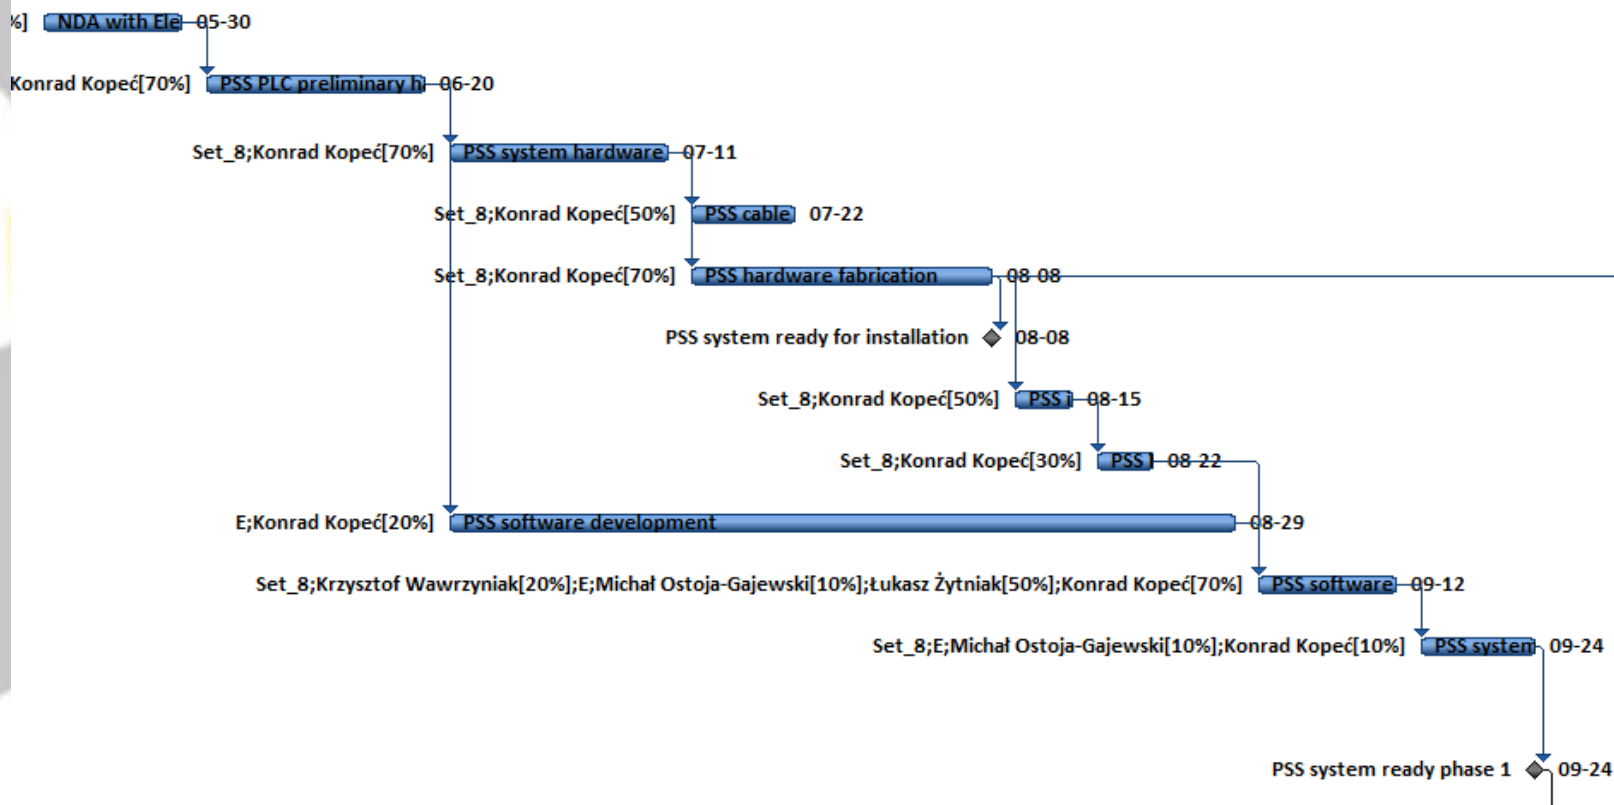 %] NDA with Ele 05-30
Konrad Kopeć[70%] PSS PLC preliminary h 06-20
Set_8;Konrad Kopeć[70%] PSS system hardware 07-11
Set_8;Konrad Kopeć[50%] PSS cable 07-22
Set_8;Konrad Kopeć[70%] PSS hardware fabrication 08-08
PSS system ready for installation 08-08
Set_8;Konrad Kopeć[50%] PSS i 08-15
Set_8;Konrad Kopeć[30%] PSS 08-22
E;Konrad Kopeć[20%] PSS software development 08-29
Set_8;Krzysztof Wawrzyniak[20%];E;Michał Ostoja-Gajewski[10%];Łukasz Żytniak[50%];Konrad Kopeć[70%] PSS software 09-12
Set_8;E;Michał Ostoja-Gajewski[10%];Konrad Kopeć[10%] PSS system 09-24
PSS system ready phase 1 09-24